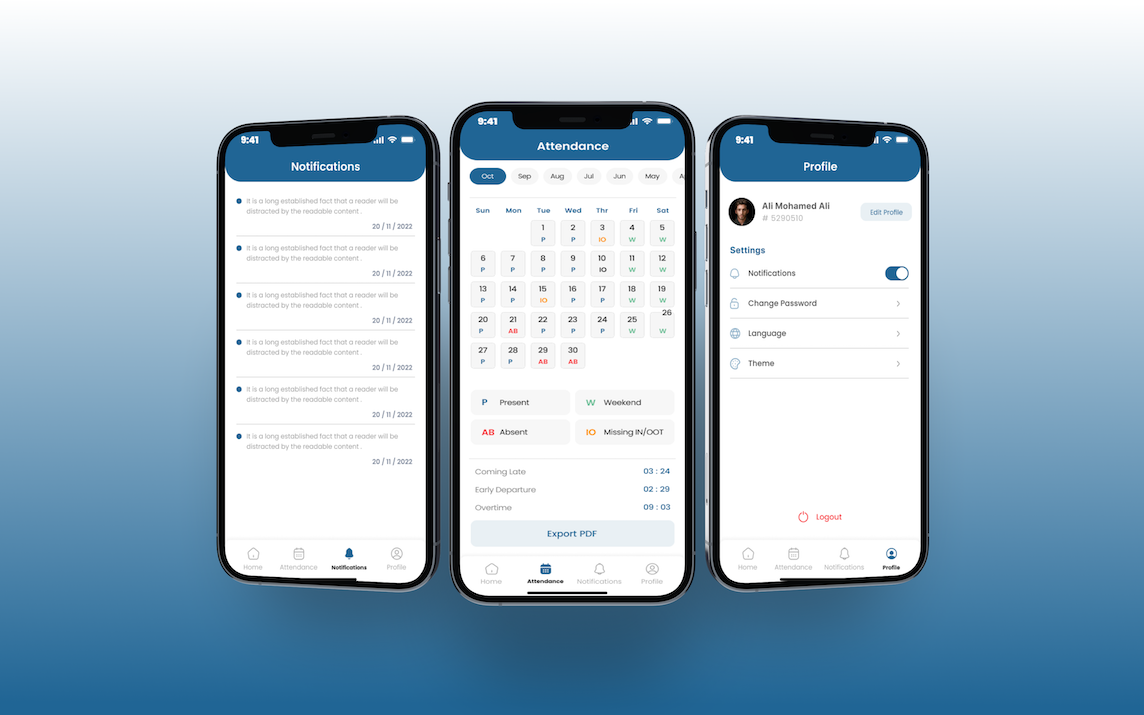 9:41
Notifications
It is a long established fact that a reader will be
distracted by the readable content .
20 / 11 / 2022
It is a long established fact that a reader will be
distracted by the readable content .
20 / 11 / 2022
It is a long established fact that a reader will be
distracted by the readable content .
20 / 11 / 2022
It is a long established fact that a reader will be
distracted by the readable content .
20 / 11 / 2022
It is a long established fact that a reader will be
distracted by the readable content .
20 / 11 / 2022
It is a long established fact that a reader will be
distracted by the readable content .
20 / 11 / 2022
Home Attendance Notifications Profile
9:41
Attendance
Oct Sep Aug Jul Jun May
Sun Mon Tue Wed Thr Fri Sat
1 2 3 4 5
P P IO W W
6 7 8 9 10 11 12
P P P P IO W W
13 14 15 16 17 18 19
P P IO P P W W
20 21 22 23 24 25 26
P AB P P P W W
27 28 29 30
P P AB AB
P Present W Weekend
AB Absent IO Missing IN/OOT
Coming Late 03 : 24
Early Departure 02 : 29
Overtime 09 : 03
Export PDF
Home Attendance Notifications Profile
9:41
Profile
Ali Mohamed Ali
# 5290510
Edit Profile
Settings
Notifications
Change Password
Language
Theme
Logout
Home Attendance Notifications Profile